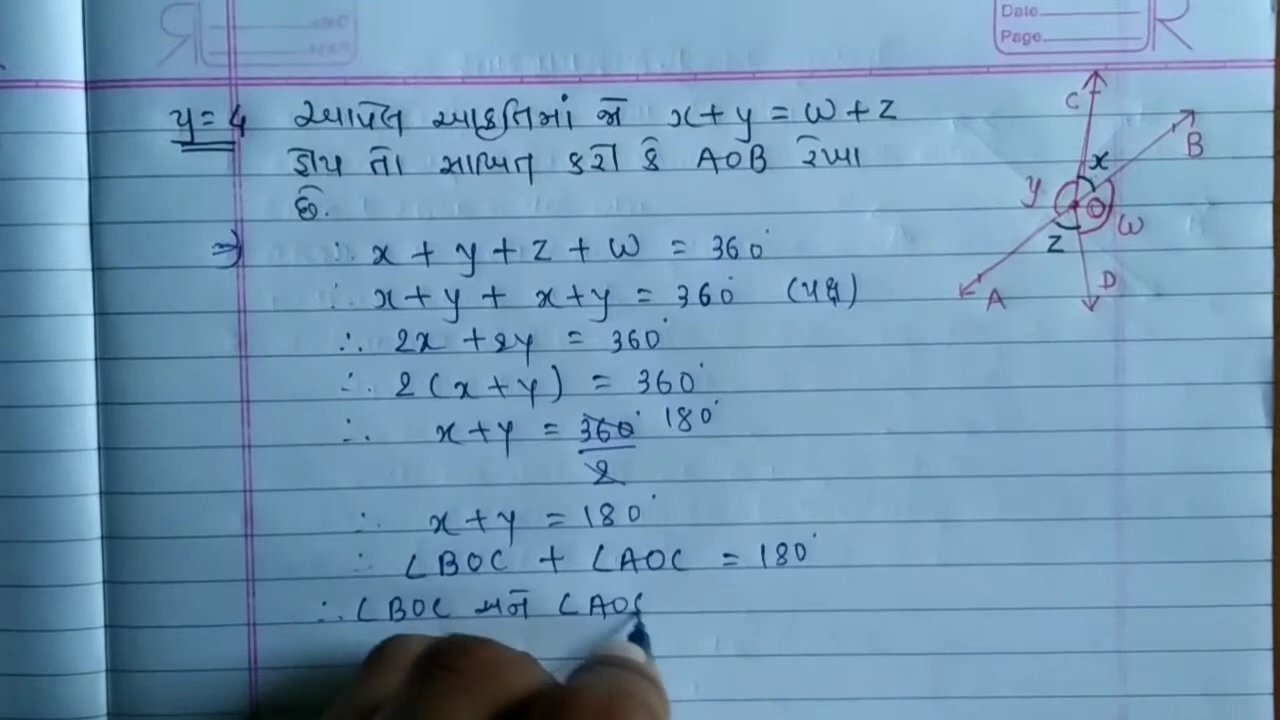 Date
Page
પ્ર=4 આપેલ આકૃતિમાં જો x+y = w+z
હોય તો સાબિત કરો કે AOB રેખા
છે.
⇒ ∴ x + y + z + w = 360°
∴ x+y + x+y = 360° (પક્ષ)
∴ 2x +2y = 360°
∴ 2(x+y) = 360°
∴ x+y = 360°/2 180°
∴ x+y = 180°
∴ ∠BOC + ∠AOC = 180°
∴ ∠BOC અને ∠AOC
C
B
x
y
O
w
z
D
A